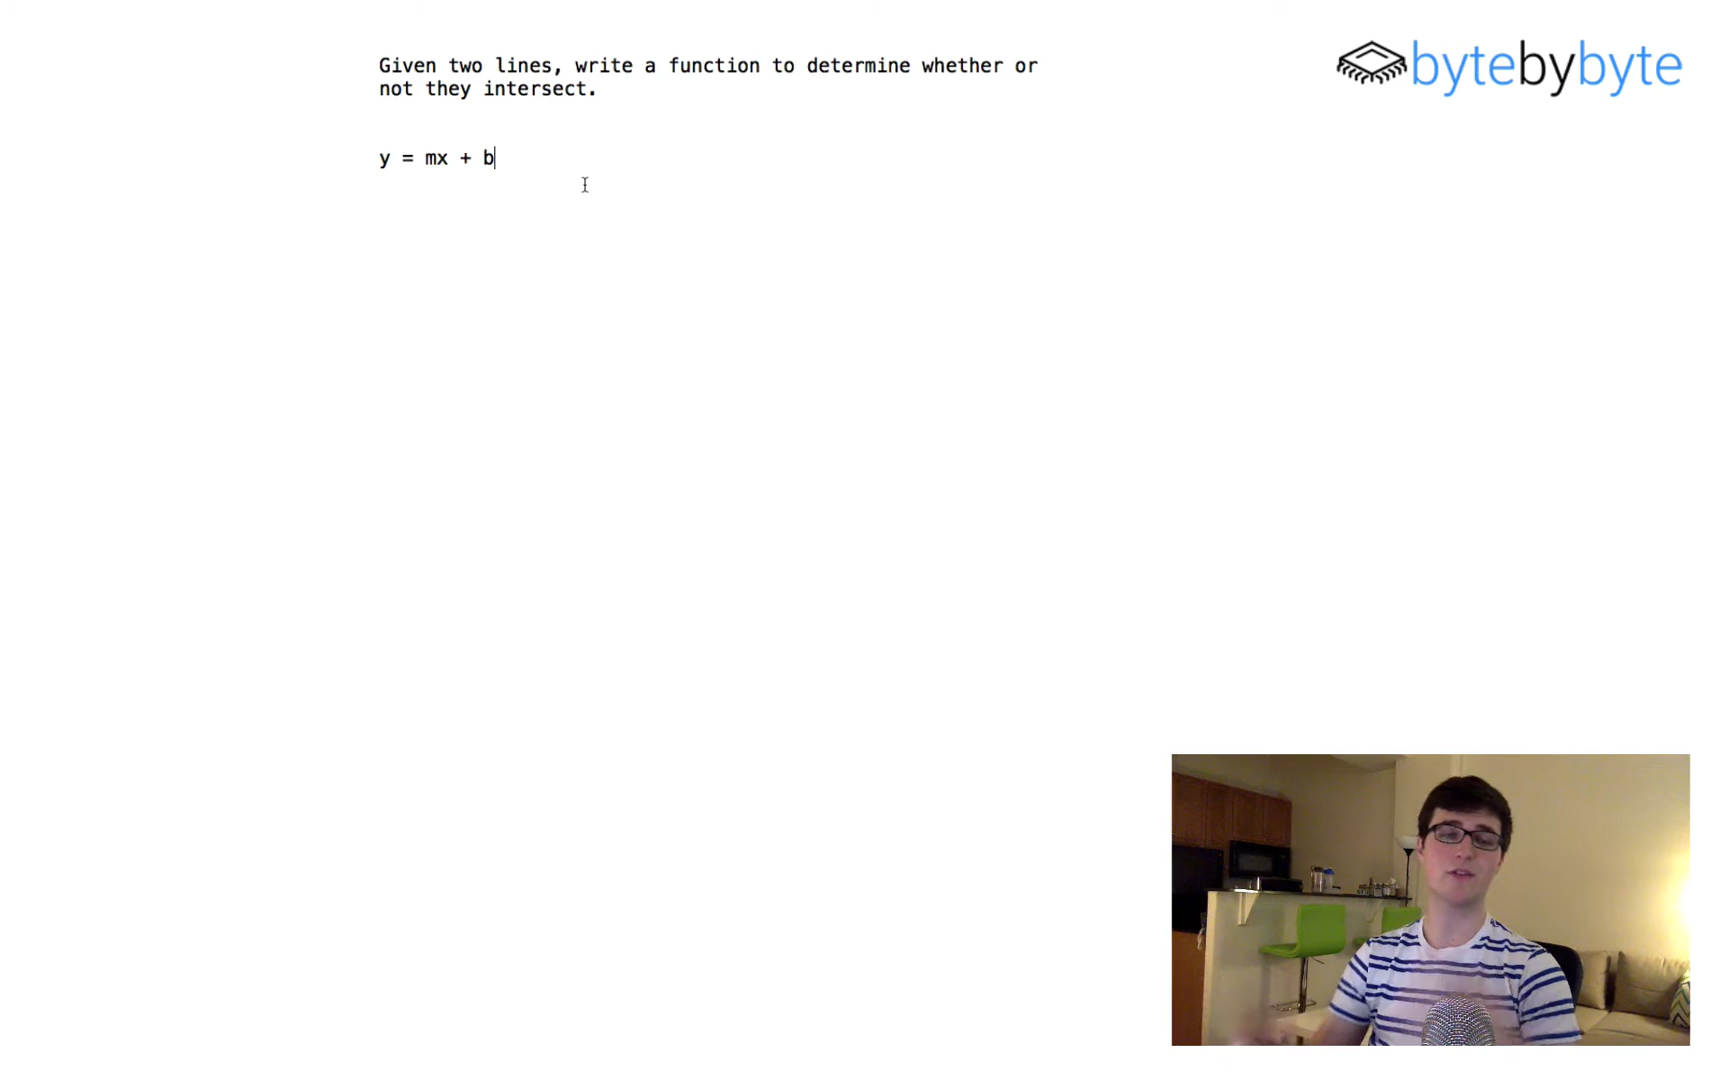 Given two lines, write a function to determine whether or
not they intersect.
y = mx + b
bytebybyte